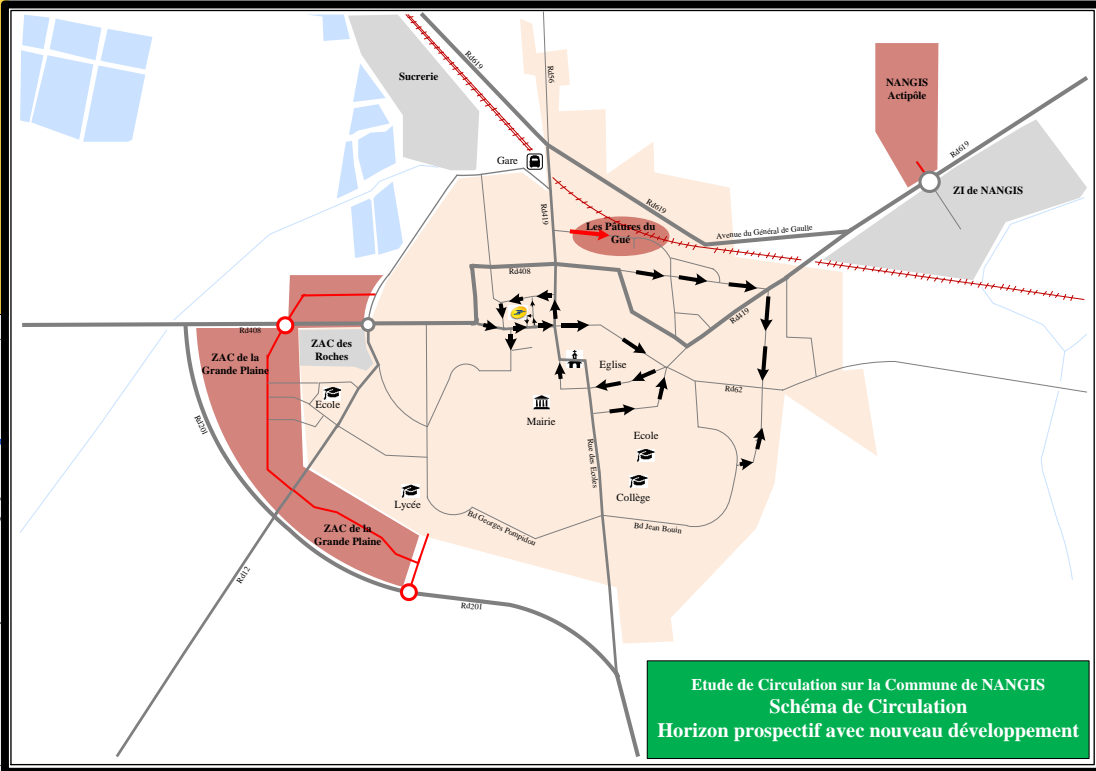 Rd619
Rd56
Sucrerie
NANGIS
Actipôle
Rd619
Gare
ZI de NANGIS
Rd419
Rd619
Les Pâtures du
Gué
Avenue du Général de Gaulle
Rd408
Rd419
Rd408
ZAC des
Roches
ZAC de la
Grande Plaine
Eglise
Rd62
Ecole
Mairie
Rd201
Ecole
Rue des Ecoles
Lycée
Collège
Bd Georges Pompidou
Bd Jean Bouin
ZAC de la
Grande Plaine
Rd12
Rd201
Etude de Circulation sur la Commune de NANGIS
Schéma de Circulation
Horizon prospectif avec nouveau développement